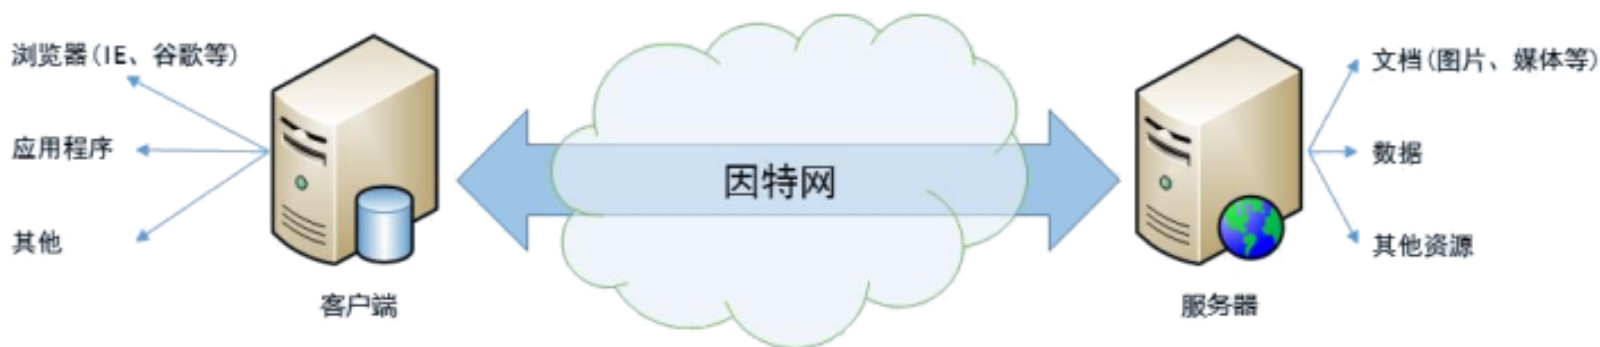 浏览器(IE、谷歌等)
应用程序
其他
客户端
因特网
服务器
文档(图片、媒体等)
数据
其他资源